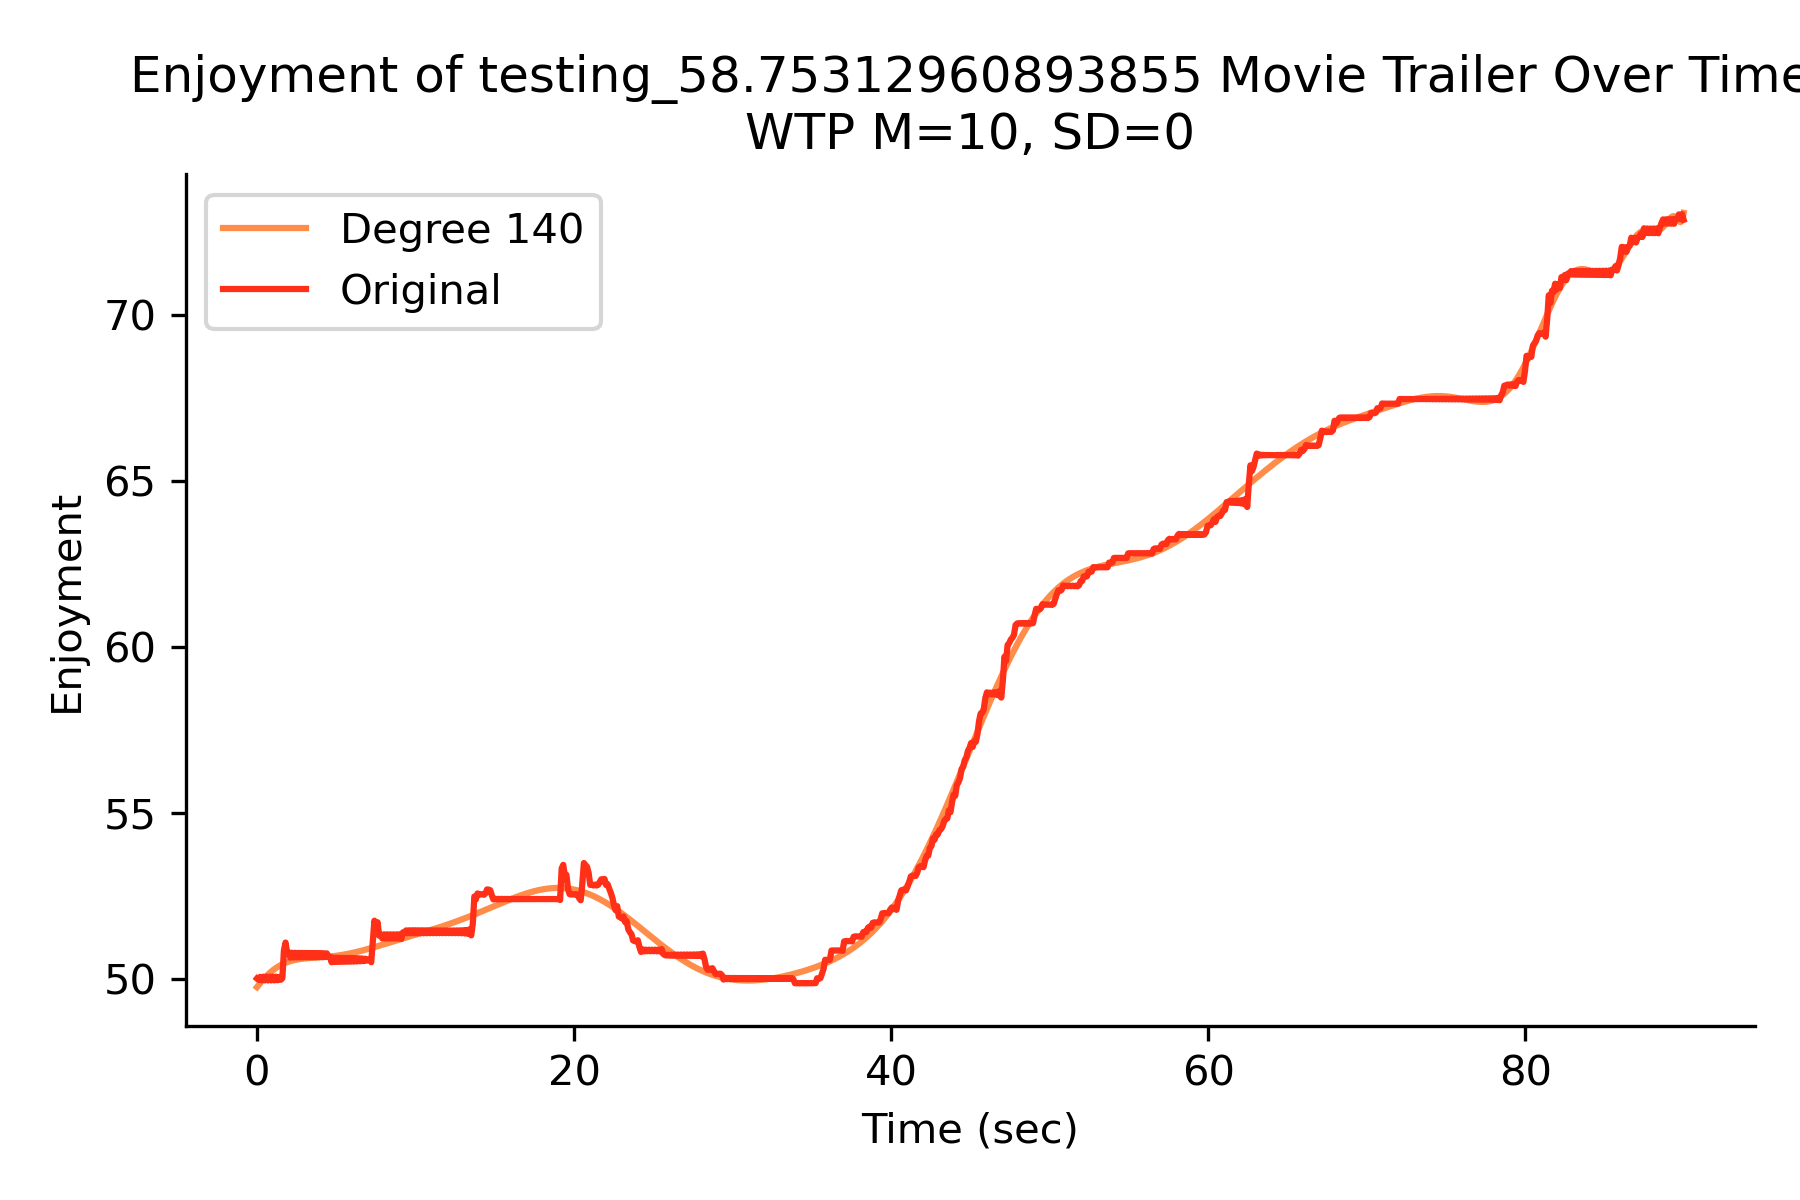 Enjoyment of testing_58.75312960893855 Movie Trailer Over Time
WTP M=10, SD=0
Degree 140
Original
Enjoyment
70
65
60
55
50
0 20 40 60 80
Time (sec)